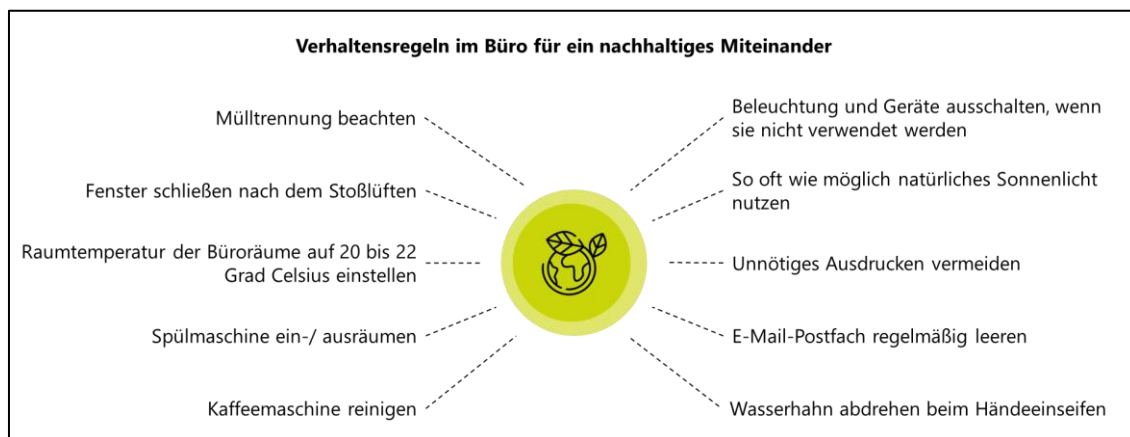 Verhaltensregeln im Büro für ein nachhaltiges Miteinander
Mülltrennung beachten
Fenster schließen nach dem Stoßlüften
Raumtemperatur der Büroräume auf 20 bis 22
Grad Celsius einstellen
Spülmaschine ein-/ ausräumen
Kaffeemaschine reinigen
Beleuchtung und Geräte ausschalten, wenn
sie nicht verwendet werden
So oft wie möglich natürliches Sonnenlicht
nutzen
Unnötiges Ausdrucken vermeiden
E-Mail-Postfach regelmäßig leeren
Wasserhahn abdrehen beim Händeeinseifen